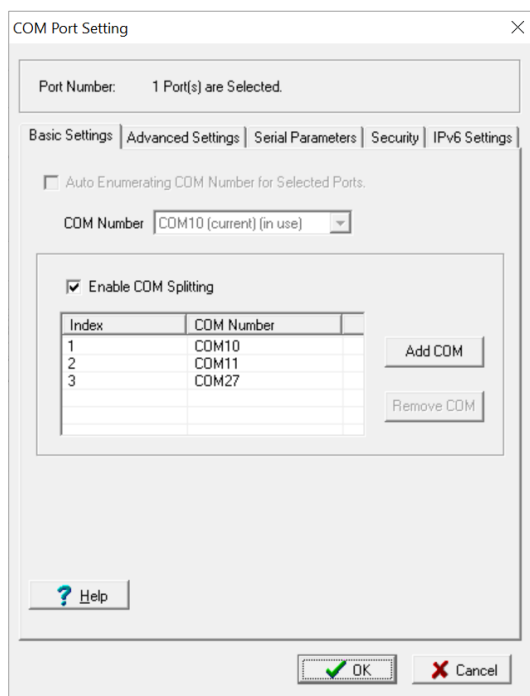 COM Port Setting
Port Number: 1 Port(s) are Selected.
Basic Settings Advanced Settings Serial Parameters Security IPv6 Settings
Auto Enumerating COM Number for Selected Ports.
COM Number COM10 (current) (in use)
Enable COM Splitting
Index COM Number
1 COM10
2 COM11
3 COM27
Add COM
Remove COM
? Help
OK Cancel